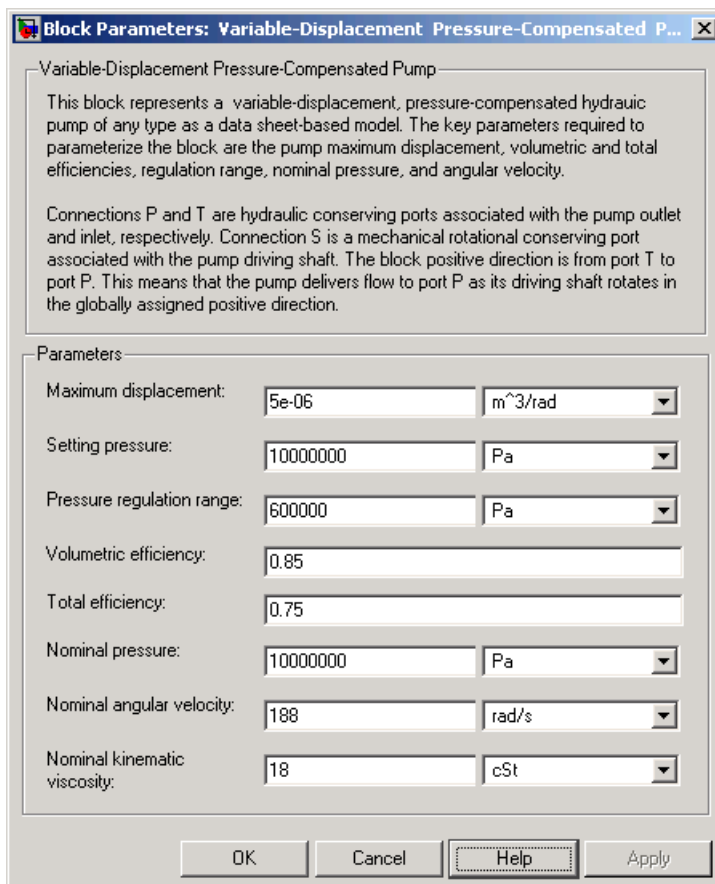 Block Parameters: Variable-Displacement Pressure-Compensated P...
Variable-Displacement Pressure-Compensated Pump
This block represents a variable-displacement, pressure-compensated hydrauic
pump of any type as a data sheet-based model. The key parameters required to
parameterize the block are the pump maximum displacement, volumetric and total
efficiencies, regulation range, nominal pressure, and angular velocity.
Connections P and T are hydraulic conserving ports associated with the pump outlet
and inlet, respectively. Connection S is a mechanical rotational conserving port
associated with the pump driving shaft. The block positive direction is from port T to
port P. This means that the pump delivers flow to port P as its driving shaft rotates in
the globally assigned positive direction.
Parameters
Maximum displacement: 5e-06 m^3/rad
Setting pressure: 10000000 Pa
Pressure regulation range: 600000 Pa
Volumetric efficiency: 0.85
Total efficiency: 0.75
Nominal pressure: 10000000 Pa
Nominal angular velocity: 188 rad/s
Nominal kinematic
viscosity: 18 cSt
OK Cancel Help Apply